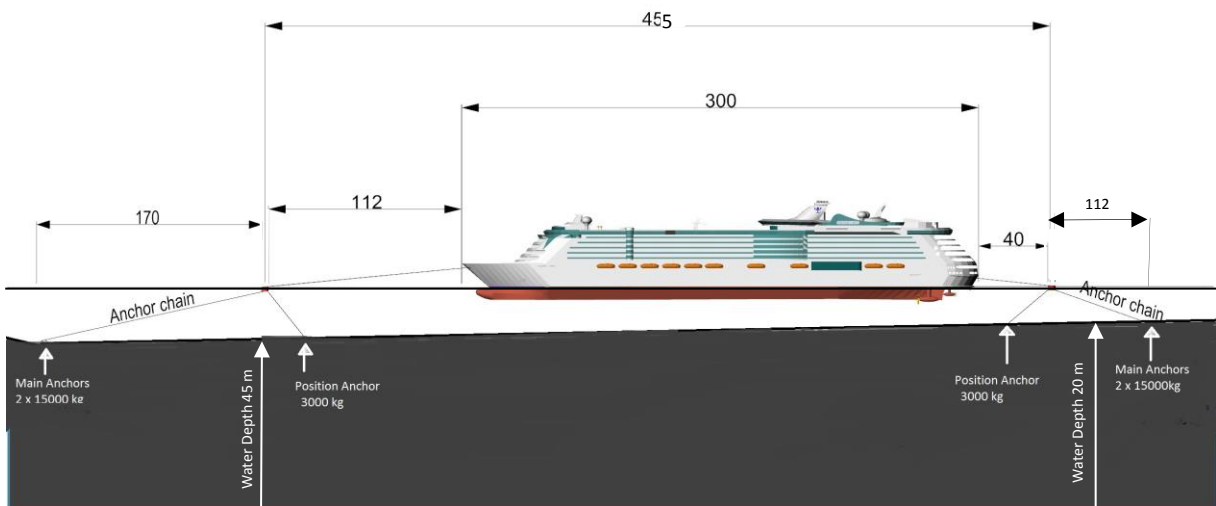 455
300
170
112
40
112
Anchor chain
Anchor chain
Main Anchors
2 x 15000 kg
Water Depth 45 m
Position Anchor
3000 kg
Position Anchor
3000 kg
Water Depth 20 m
Main Anchors
2 x 15000kg